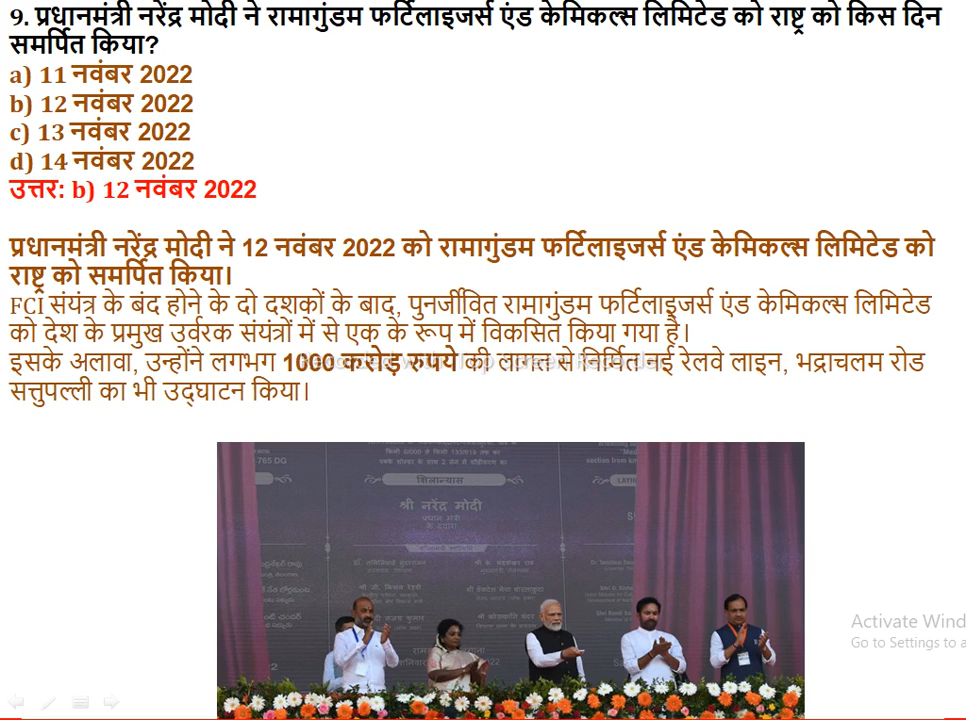 9. प्रधानमंत्री नरेंद्र मोदी ने रामागुंडम फर्टिलाइजर्स एंड केमिकल्स लिमिटेड को राष्ट्र को किस दिन
समर्पित किया?
a) 11 नवंबर 2022
b) 12 नवंबर 2022
c) 13 नवंबर 2022
d) 14 नवंबर 2022
उत्तर: b) 12 नवंबर 2022
प्रधानमंत्री नरेंद्र मोदी ने 12 नवंबर 2022 को रामागुंडम फर्टिलाइजर्स एंड केमिकल्स लिमिटेड को
राष्ट्र को समर्पित किया।
FCI संयंत्र के बंद होने के दो दशकों के बाद, पुनर्जीवित रामागुंडम फर्टिलाइजर्स एंड केमिकल्स लिमिटेड
को देश के प्रमुख उर्वरक संयंत्रों में से एक के रूप में विकसित किया गया है।
इसके अलावा, उन्होंने लगभग 1000 करोड़ रुपये की लागत से निर्मित नई रेलवे लाइन, भद्राचलम रोड
सत्तुपल्ली का भी उद्घाटन किया।
765 DG
section from
शिलान्यास
श्री नरेंद्र मोदी
प्रधान मंत्री
के द्वारा
Activate Wind
Go to Settings to a